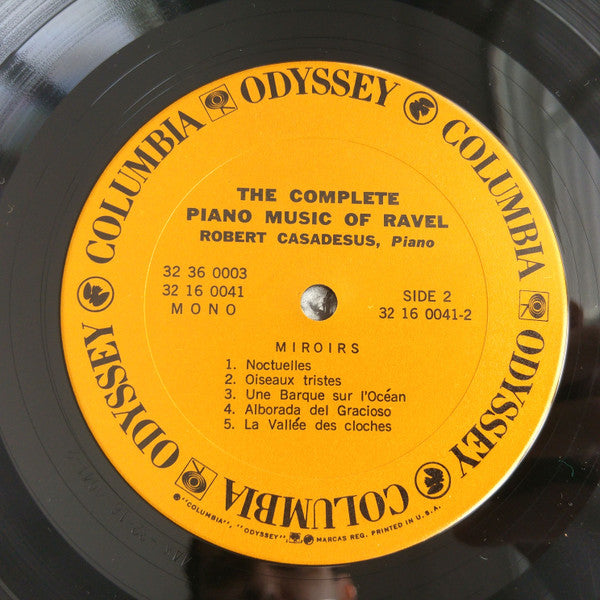 COLUMBIA ODYSSEY COLUMBIA ODYSSEY COLUMBIA ODYSSEY
THE COMPLETE
PIANO MUSIC OF RAVEL
ROBERT CASADESUS, Piano
32 36 0003
32 16 0041
MONO
SIDE 2
32 16 0041-2
MIROIRS
1. Noctuelles
2. Oiseaux tristes
3. Une Barque sur l'Océan
4. Alborada del Gracioso
5. La Vallée des cloches
® "COLUMBIA", "ODYSSEY", MARCAS REG. PRINTED IN U.S.A.